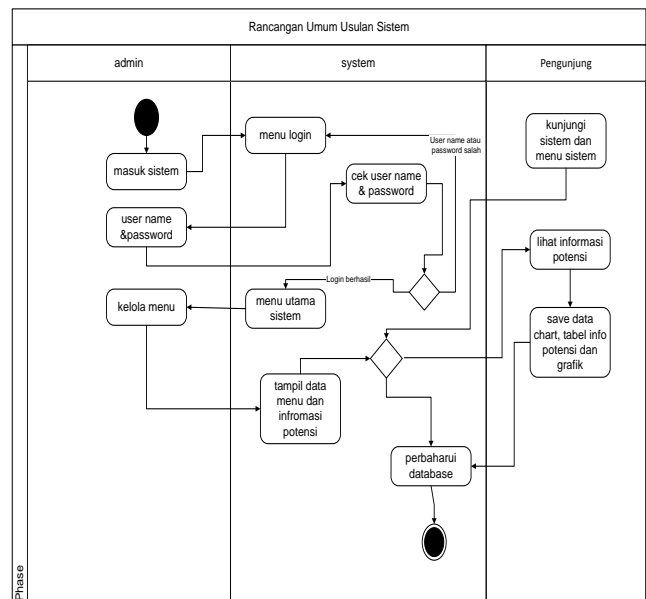 Rancangan Umum Usulan Sistem
admin
system
Pengunjung
masuk sistem
menu login
User name atau
password salah
kunjungi
sistem dan
menu sistem
cek user name
& password
user name
&password
lihat informasi
potensi
Login berhasil
kelola menu
menu utama
sistem
save data
chart, tabel info
potensi dan
grafik
tampil data
menu dan
infromasi
potensi
perbaharui
database
Phase